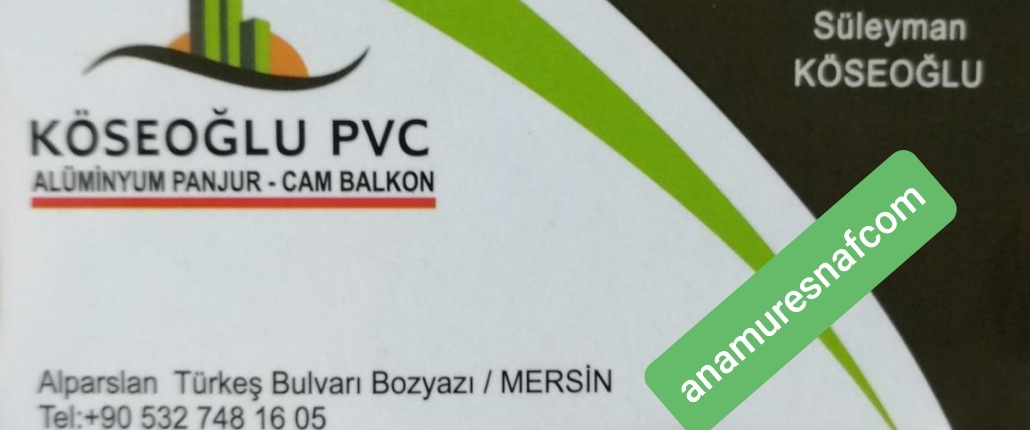 Süleyman
KÖSEOĞLU
KÖSEOĞLU PVC
ALÜMİNYUM PANJUR - CAM BALKON
anamuresnafcom
Alparslan Türkeş Bulvarı Bozyazı / MERSİN
Tel:+90 532 748 16 05